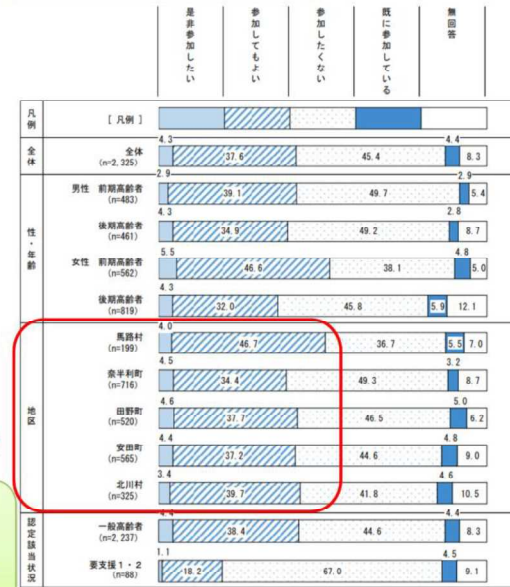 是非参加したい
参加してもよい
参加したくない
既に参加している
無回答
凡例
[ 凡例 ]
全体
全体
(n=2,325)
4.3
37.6
45.4
4.4
8.3
性・年齢
男性 前期高齢者
(n=483)
2.9
39.1
49.7
2.9
5.4
後期高齢者
(n=461)
4.3
34.9
49.2
2.8
8.7
女性 前期高齢者
(n=562)
5.5
46.6
38.1
4.8
5.0
後期高齢者
(n=819)
4.3
32.0
45.8
5.9
12.1
地区
馬路村
(n=199)
4.0
46.7
36.7
5.5
7.0
奈半利町
(n=716)
4.5
34.4
49.3
3.2
8.7
田野町
(n=520)
4.6
37.7
46.5
5.0
6.2
安田町
(n=565)
4.4
37.2
44.6
4.8
9.0
北川村
(n=325)
3.4
39.7
41.8
4.6
10.5
認定該当状況
一般高齢者
(n=2,237)
4.4
38.4
44.6
4.4
8.3
要支援1・2
(n=88)
1.1
18.2
67.0
4.5
9.1